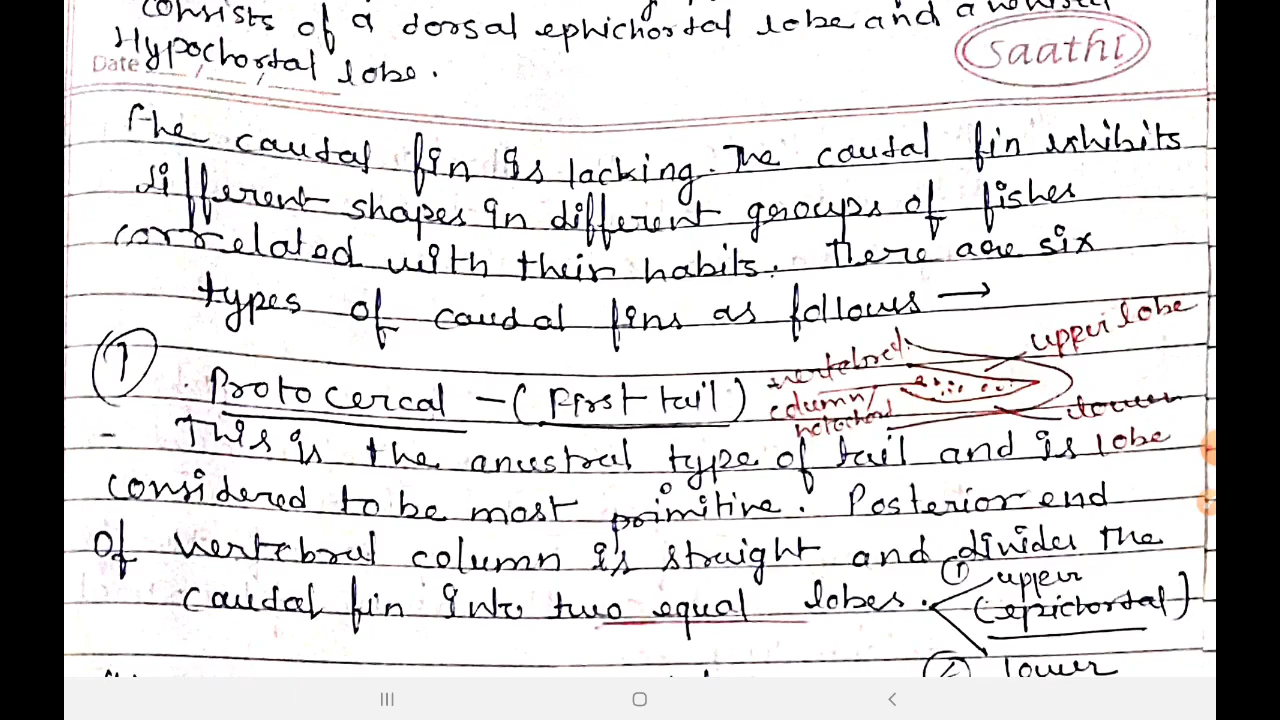 consists of a dorsal ephichortal lobe and a
Hypochortal lobe.
Date
Saathi
The caudal fin is lacking. The caudal fin exhibits
different shapes in different groups of fishes
correlated with their habits. There are six
types of caudal fins as follows →
① Protocercal - (First tail)
vertebral
column/
notochord
upper lobe
lower
lobe
- This is the ancestral type of tail and is
considered to be most primitive. Posterior end
of vertebral column is straight and divides the
caudal fin into two equal lobes.
① upper
(epichortal)
② lower